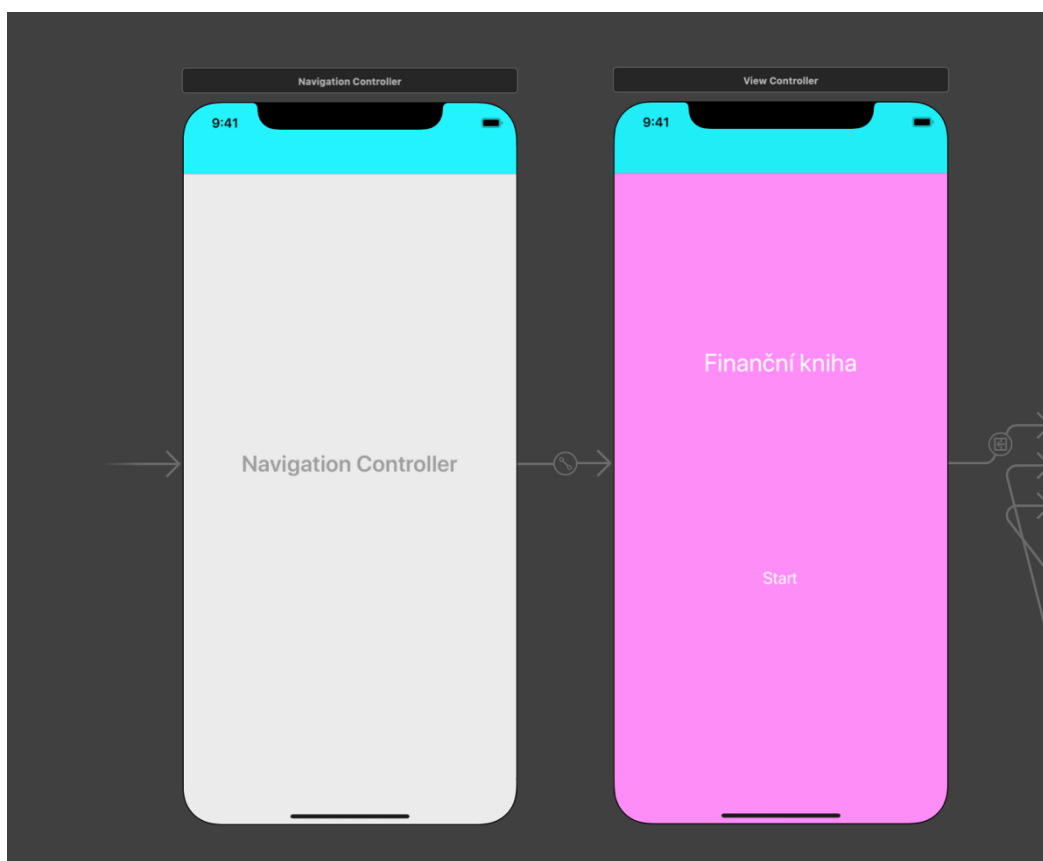 Navigation Controller
View Controller
9:41
9:41
Finanční kniha
Navigation Controller
Start